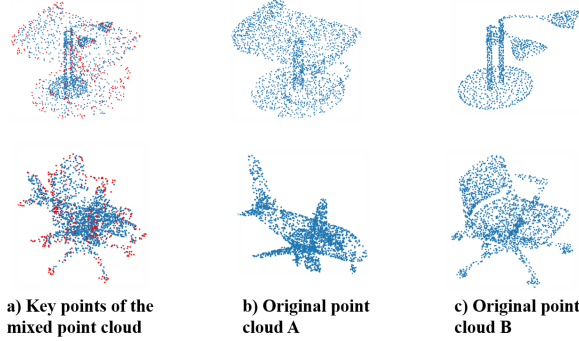 a) Key points of the
mixed point cloud
b) Original point
cloud A
c) Original point
cloud B